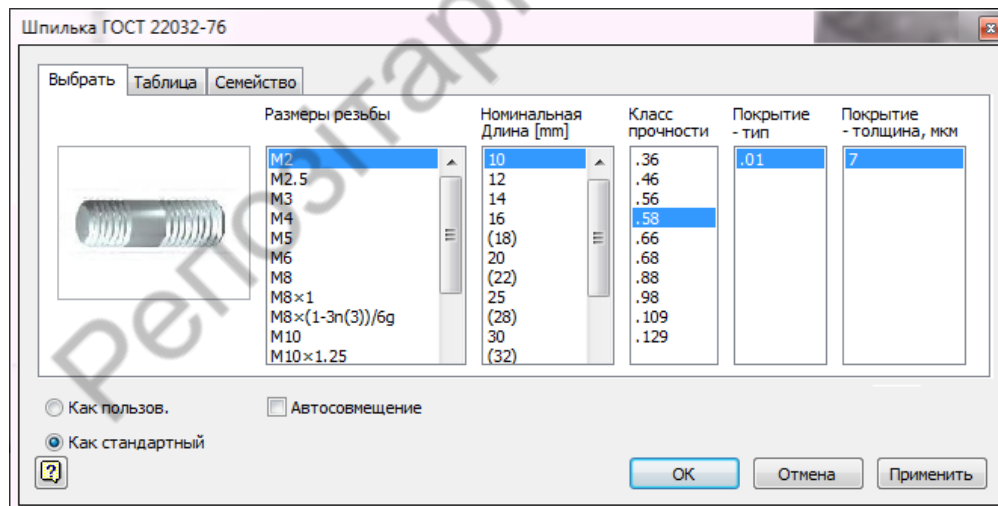 Шпилька ГОСТ 22032-76
Выбрать Таблица Семейство
Размеры резьбы
M2
M2.5
M3
M4
M5
M6
M8
M8×1
M8×(1-3n(3))/6g
M10
M10×1.25
Номинальная
Длина [mm]
10
12
14
16
(18)
20
(22)
25
(28)
30
(32)
Класс
прочности
.36
.46
.56
.58
.66
.68
.88
.98
.109
.129
Покрытие
- тип
.01
Покрытие
- толщина, мкм
7
Как пользов.
Автосовмещение
Как стандартный
OK Отмена Применить
Репозітарі